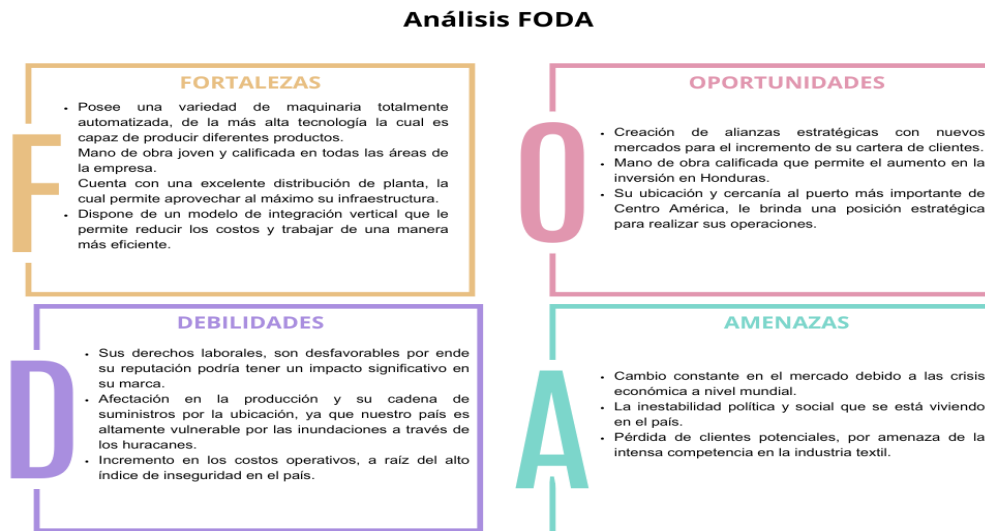 Análisis FODA
F
FORTALEZAS
• Posee una variedad de maquinaria totalmente
automatizada, de la más alta tecnología la cual es
capaz de producir diferentes productos.
Mano de obra joven y calificada en todas las áreas de
la empresa.
Cuenta con una excelente distribución de planta, la
cual permite aprovechar al máximo su infraestructura.
• Dispone de un modelo de integración vertical que le
permite reducir los costos y trabajar de una manera
más eficiente.
O
OPORTUNIDADES
• Creación de alianzas estratégicas con nuevos
mercados para el incremento de su cartera de clientes.
• Mano de obra calificada que permite el aumento en la
inversión en Honduras.
• Su ubicación y cercanía al puerto más importante de
Centro América, le brinda una posición estratégica
para realizar sus operaciones.
D
DEBILIDADES
• Sus derechos laborales, son desfavorables por ende
su reputación podría tener un impacto significativo en
su marca.
• Afectación en la producción y su cadena de
suministros por la ubicación, ya que nuestro país es
altamente vulnerable por las inundaciones a través de
los huracanes.
• Incremento en los costos operativos, a raíz del alto
índice de inseguridad en el país.
A
AMENAZAS
• Cambio constante en el mercado debido a las crisis
económica a nivel mundial.
• La inestabilidad política y social que se está viviendo
en el país.
• Pérdida de clientes potenciales, por amenaza de la
intensa competencia en la industria textil.